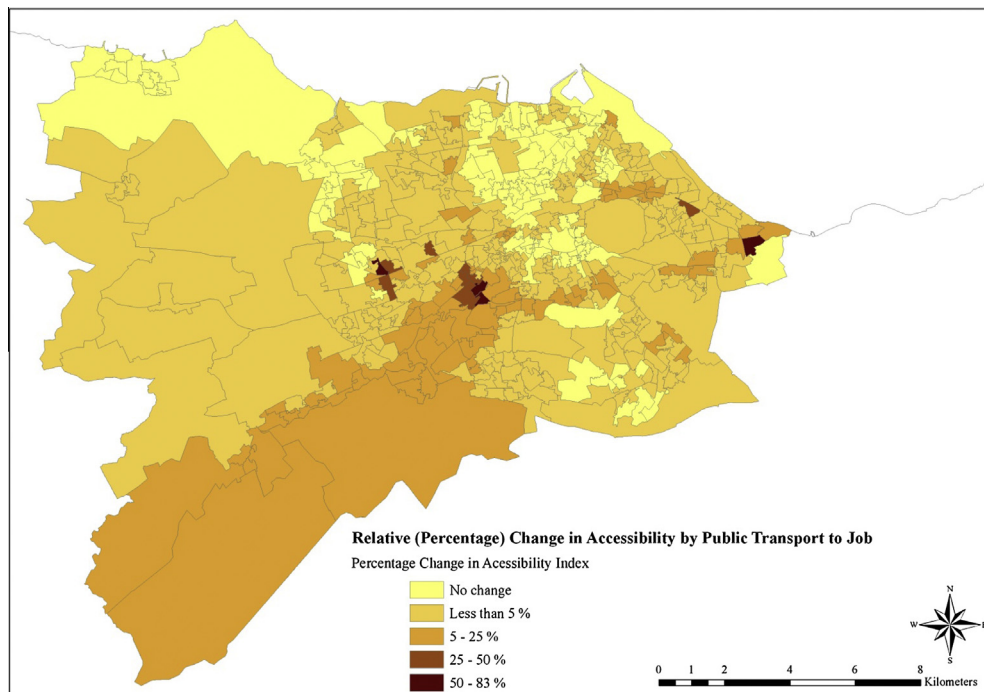 Relative (Percentage) Change in Accessibility by Public Transport to Job
Percentage Change in Acessibility Index
No change
Less than 5 %
5 - 25 %
25 - 50 %
50 - 83 %
N
W
E
S
0 1 2 4 6 8
Kilometers